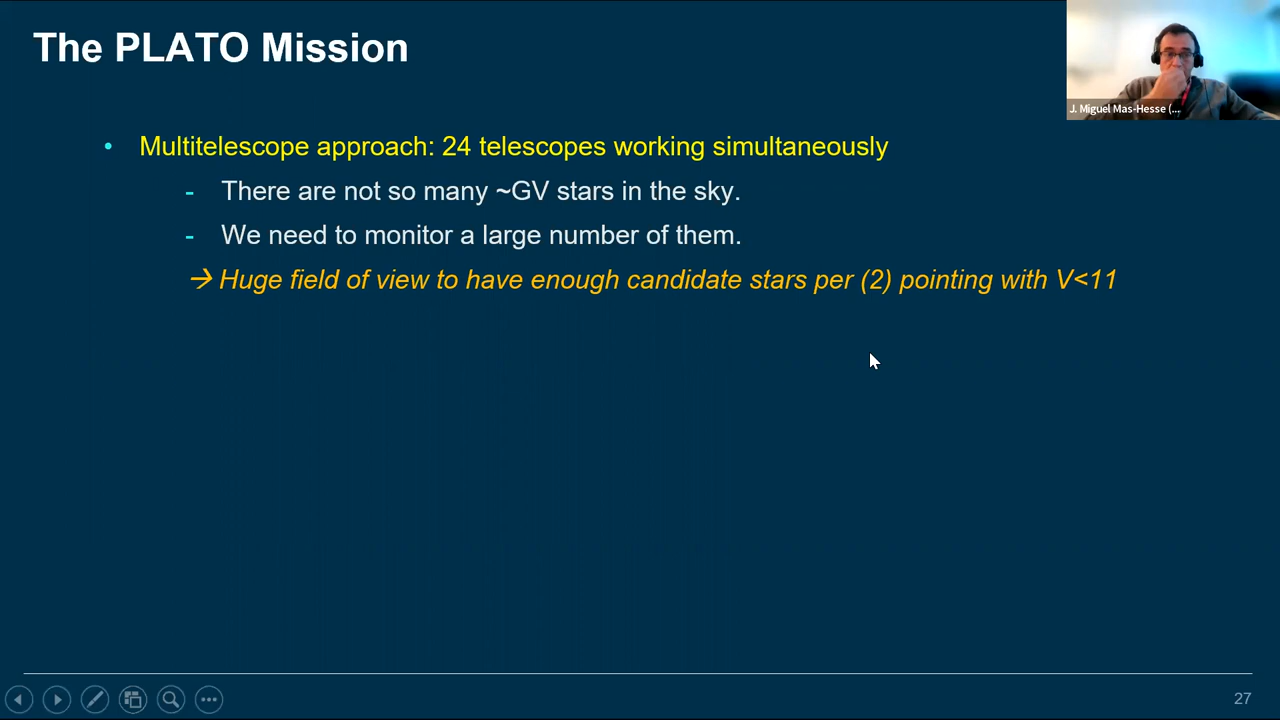 The PLATO Mission
J. Miguel Mas-Hesse (...
• Multitelescope approach: 24 telescopes working simultaneously
- There are not so many ~GV stars in the sky.
- We need to monitor a large number of them.
→ Huge field of view to have enough candidate stars per (2) pointing with V<11
27